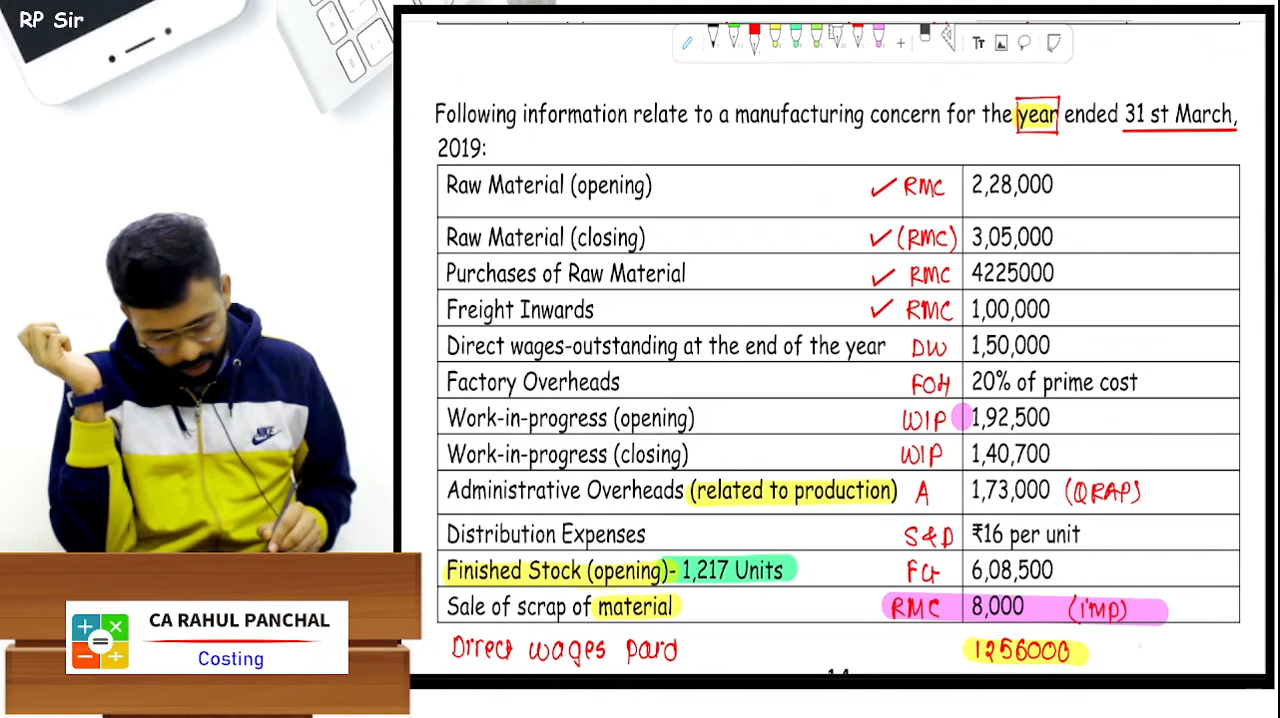 RP Sir
Following information relate to a manufacturing concern for the year ended 31 st March,
2019:
Raw Material (opening) RMC 2,28,000
Raw Material (closing) (RMC) 3,05,000
Purchases of Raw Material RMC 4225000
Freight Inwards RMC 1,00,000
Direct wages-outstanding at the end of the year DW 1,50,000
Factory Overheads FOH 20% of prime cost
Work-in-progress (opening) WIP 1,92,500
Work-in-progress (closing) WIP 1,40,700
Administrative Overheads (related to production) A 1,73,000 (QRAP)
Distribution Expenses S&D ₹16 per unit
Finished Stock (opening)- 1,217 Units FG 6,08,500
Sale of scrap of material RMC 8,000 (imp)
Direct wages paid 1256000
NIKE
CA RAHUL PANCHAL
Costing